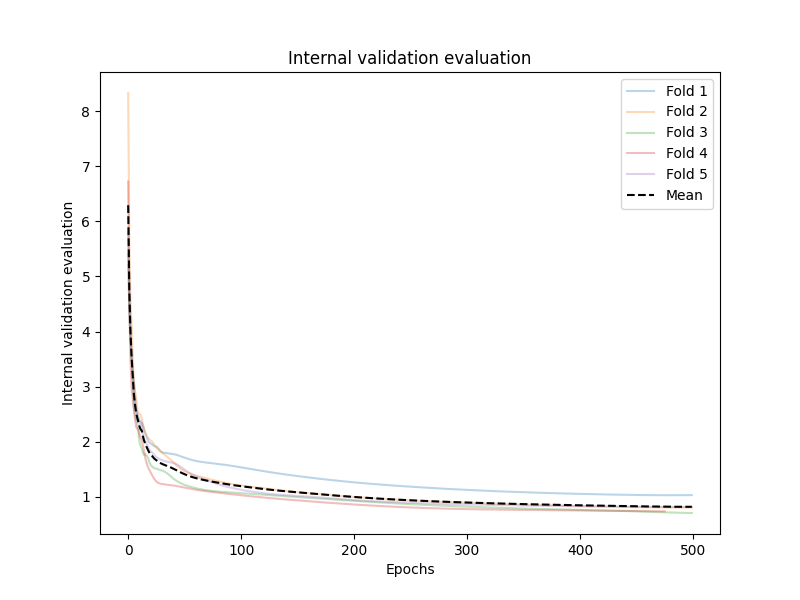 Internal validation evaluation
Internal validation evaluation
8
7
6
5
4
3
2
1
0 100 200 300 400 500
Epochs
Fold 1
Fold 2
Fold 3
Fold 4
Fold 5
Mean